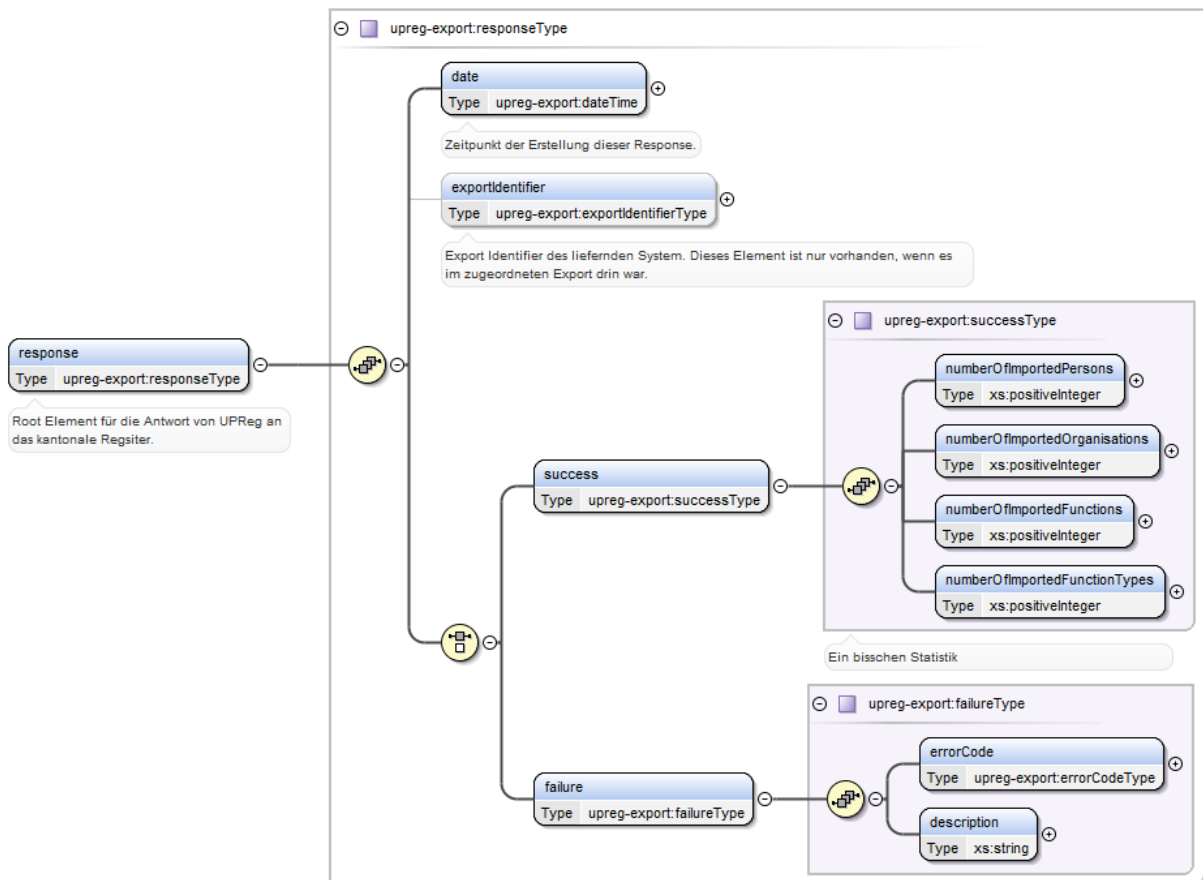 upreg-export:responseType
date
Type upreg-export:dateTime
Zeitpunkt der Erstellung dieser Response.
exportIdentifier
Type upreg-export:exportIdentifierType
Export Identifier des liefernden System. Dieses Element ist nur vorhanden, wenn es
im zugeordneten Export drin war.
response
Type upreg-export:responseType
Root Element für die Antwort von UPReg an
das kantonale Regsiter.
success
Type upreg-export:successType
upreg-export:successType
numberOfImportedPersons
Type xs:positiveInteger
numberOfImportedOrganisations
Type xs:positiveInteger
numberOfImportedFunctions
Type xs:positiveInteger
numberOfImportedFunctionTypes
Type xs:positiveInteger
Ein bisschen Statistik
failure
Type upreg-export:failureType
upreg-export:failureType
errorCode
Type upreg-export:errorCodeType
description
Type xs:string